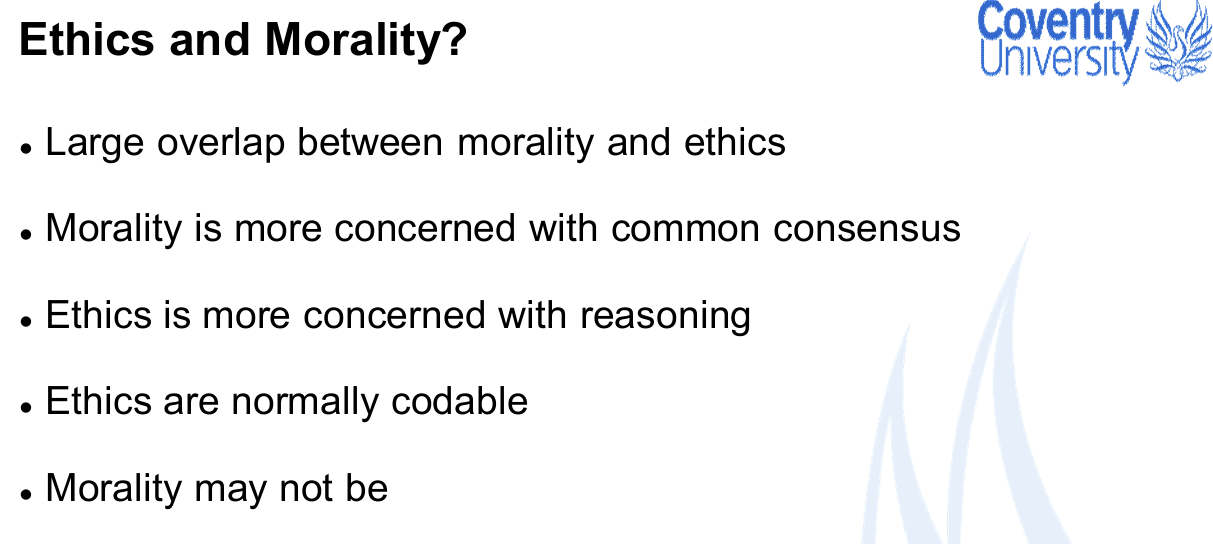 Ethics and Morality?
Coventry
University
• Large overlap between morality and ethics
• Morality is more concerned with common consensus
• Ethics is more concerned with reasoning
• Ethics are normally codable
• Morality may not be